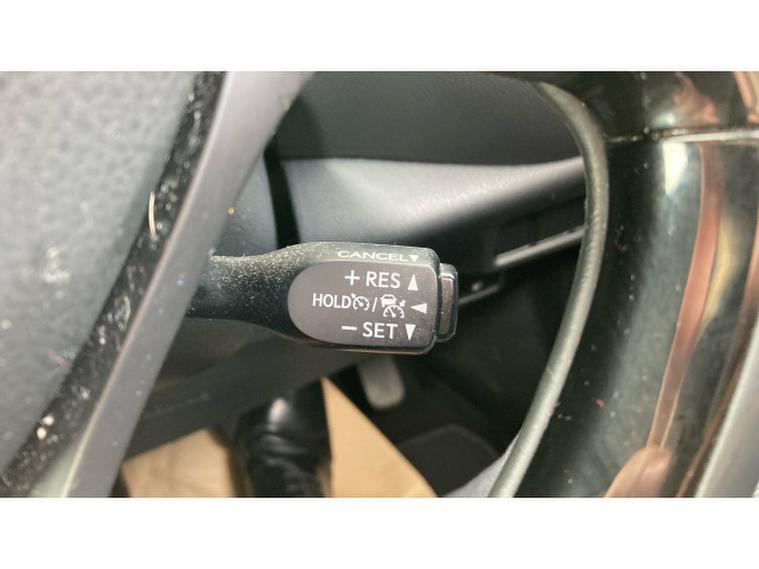 CANCEL▼
+ RES ▲
HOLD / ◀
− SET ▼